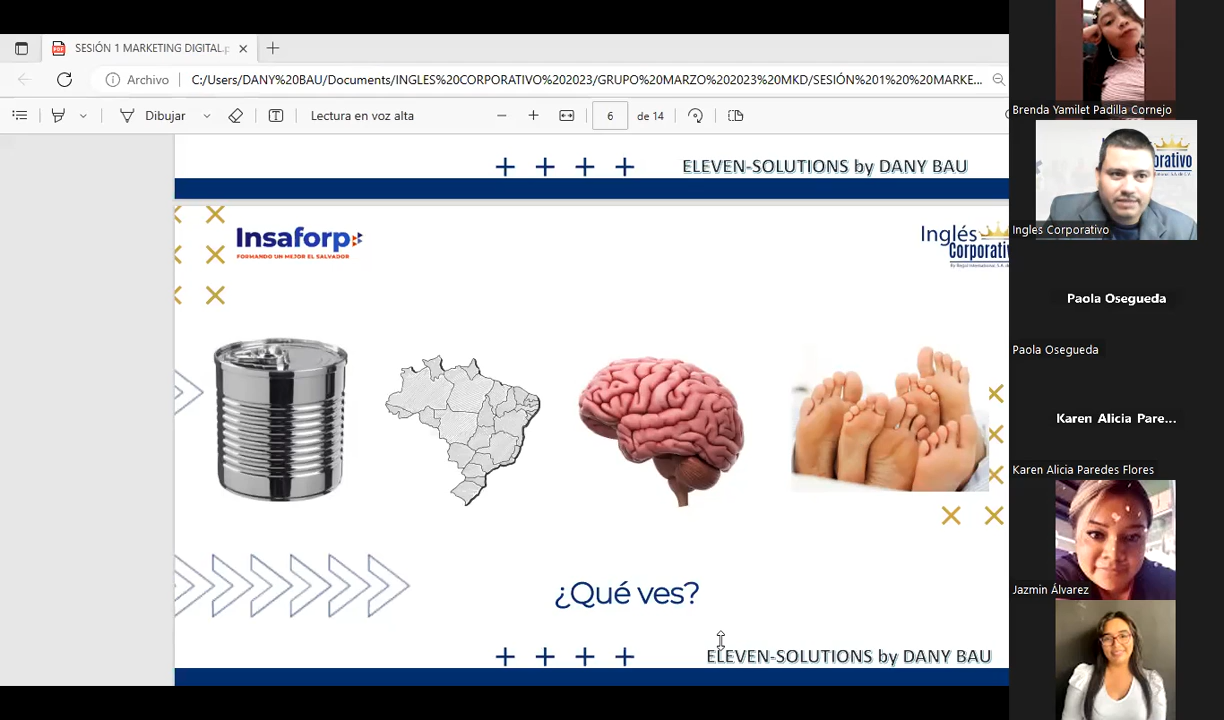 SESIÓN 1 MARKETING DIGITAL.p
Archivo
C:/Users/DANY%20BAU/Documents/INGLES%20CORPORATIVO%202023/GRUPO%20MARZO%202023%20MKD/SESIÓN%201%20%20MARKE...
Dibujar
Lectura en voz alta
6
de 14
ELEVEN-SOLUTIONS by DANY BAU
Insaforp
FORMANDO UN MEJOR EL SALVADOR
Inglés
Corporativ
¿Qué ves?
ELEVEN-SOLUTIONS by DANY BAU
Brenda Yamilet Padilla Cornejo
orativo
Ingles Corporativo
Paola Osegueda
Paola Osegueda
Karen Alicia Pare...
Karen Alicia Paredes Flores
Jazmin Álvarez